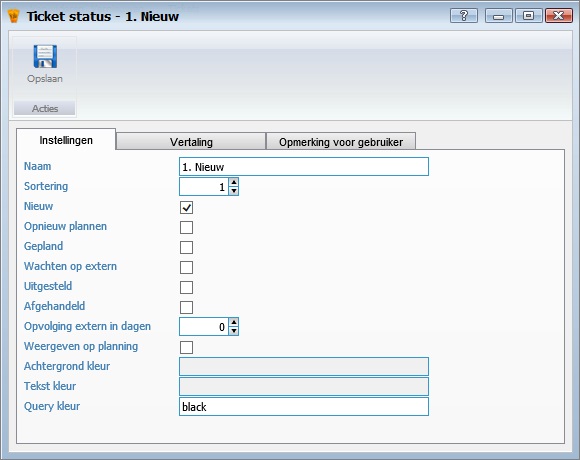 Ticket status - 1. Nieuw
?
Opslaan
Acties
Instellingen Vertaling Opmerking voor gebruiker
Naam 1. Nieuw
Sortering 1
Nieuw
Opnieuw plannen
Gepland
Wachten op extern
Uitgesteld
Afgehandeld
Opvolging extern in dagen 0
Weergeven op planning
Achtergrond kleur
Tekst kleur
Query kleur black